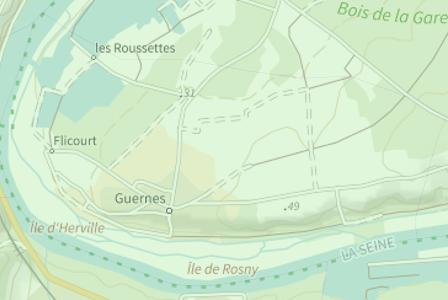 Bois de la Gare
les Roussettes
31
Flicourt
Guernes
49
Île d'Herville
LA SEINE
Île de Rosny